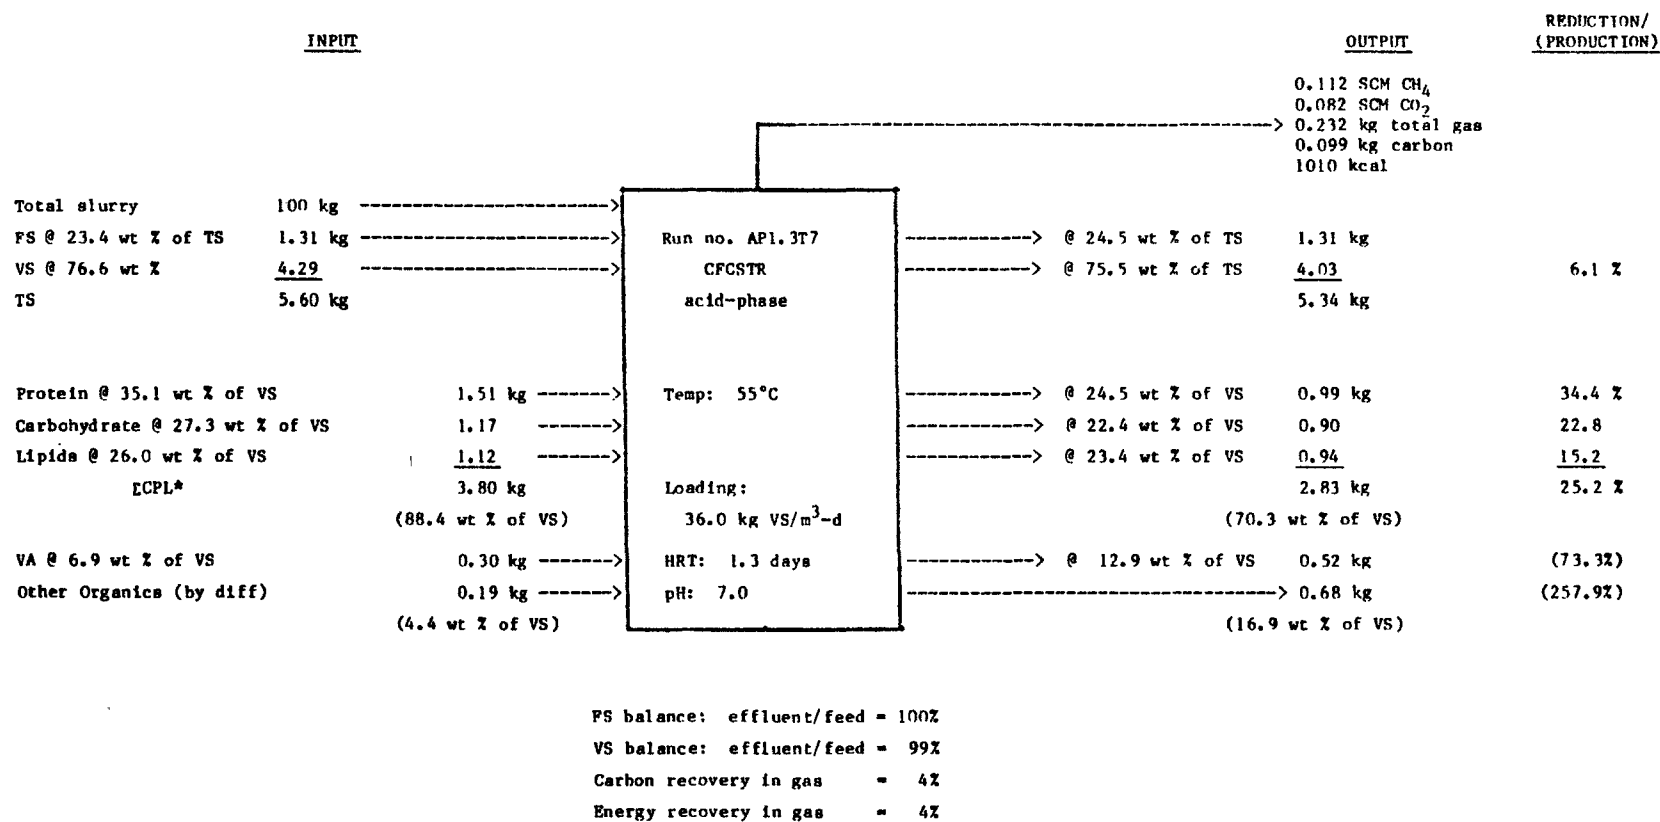 INPUT OUTPUT REDUCTION/
(PRODUCTION)
0.112 SCM CH4
0.082 SCM CO2
0.232 kg total gas
0.099 kg carbon
1010 kcal
Total slurry 100 kg
FS @ 23.4 wt % of TS 1.31 kg Run no. AP1.3T7 @ 24.5 wt % of TS 1.31 kg
VS @ 76.6 wt % 4.29 CFCSTR @ 75.5 wt % of TS 4.03 6.1 %
TS 5.60 kg acid-phase 5.34 kg
Protein @ 35.1 wt % of VS 1.51 kg Temp: 55°C @ 24.5 wt % of VS 0.99 kg 34.4 %
Carbohydrate @ 27.3 wt % of VS 1.17 @ 22.4 wt % of VS 0.90 22.8
Lipids @ 26.0 wt % of VS 1.12 @ 23.4 wt % of VS 0.94 15.2
ΣCPL* 3.80 kg Loading: 2.83 kg 25.2 %
(88.4 wt % of VS) 36.0 kg VS/m3-d (70.3 wt % of VS)
VA @ 6.9 wt % of VS 0.30 kg HRT: 1.3 days @ 12.9 wt % of VS 0.52 kg (73.3%)
Other Organics (by diff) 0.19 kg pH: 7.0 0.68 kg (257.9%)
(4.4 wt % of VS) (16.9 wt % of VS)
FS balance: effluent/feed = 100%
VS balance: effluent/feed = 99%
Carbon recovery in gas = 4%
Energy recovery in gas = 4%